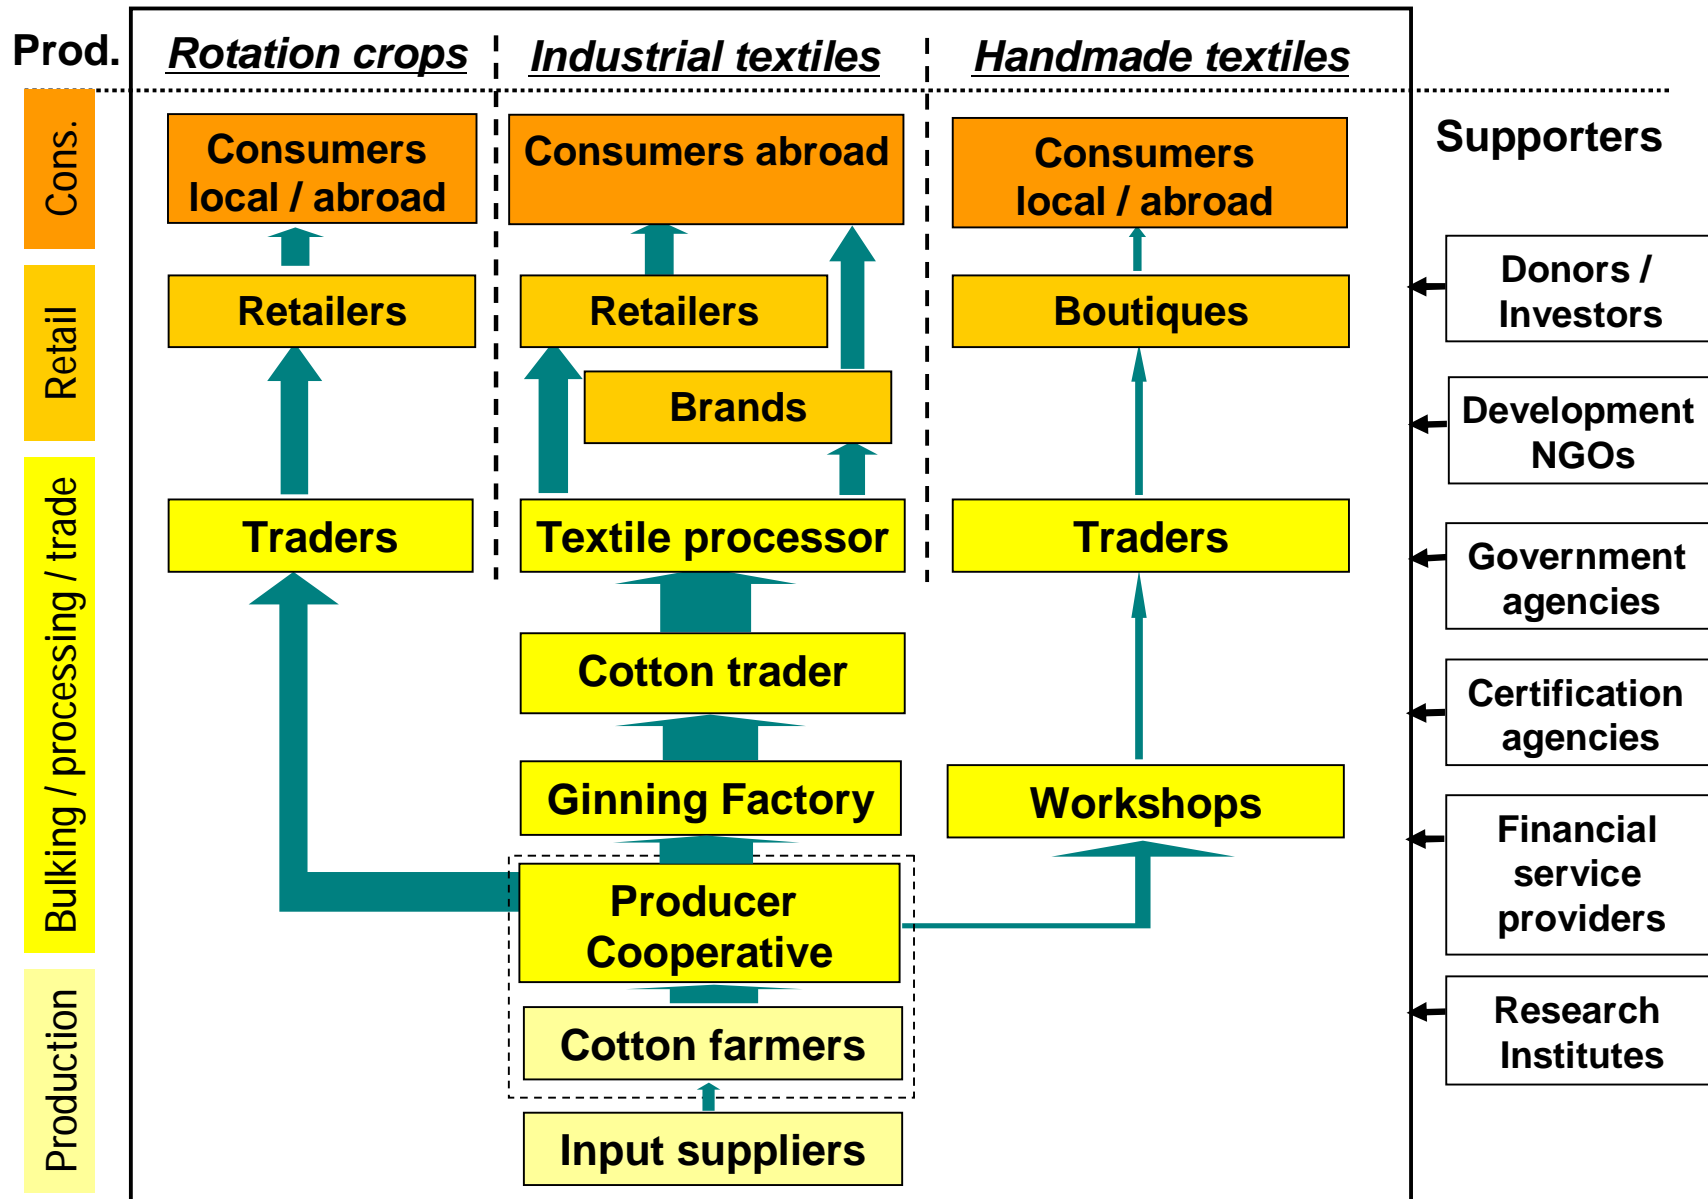 Prod.
Rotation crops
Industrial textiles
Handmade textiles
Cons.
Consumers
local / abroad
Consumers abroad
Consumers
local / abroad
Supporters
Retail
Retailers
Retailers
Boutiques
Donors /
Investors
Brands
Development
NGOs
Bulking / processing / trade
Traders
Textile processor
Traders
Government
agencies
Cotton trader
Certification
agencies
Ginning Factory
Workshops
Financial
service
providers
Producer
Cooperative
Production
Cotton farmers
Research
Institutes
Input suppliers